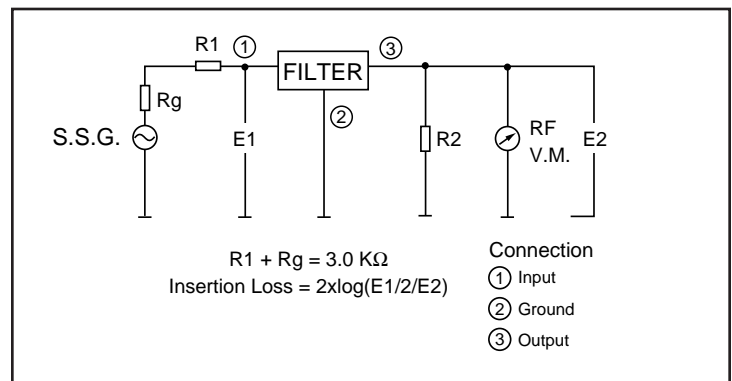 R1 ① ③
FILTER
Rg
②
S.S.G. E1 R2 RF V.M. E2
R1 + Rg = 3.0 KΩ
Insertion Loss = 2xlog(E1/2/E2)
Connection
① Input
② Ground
③ Output